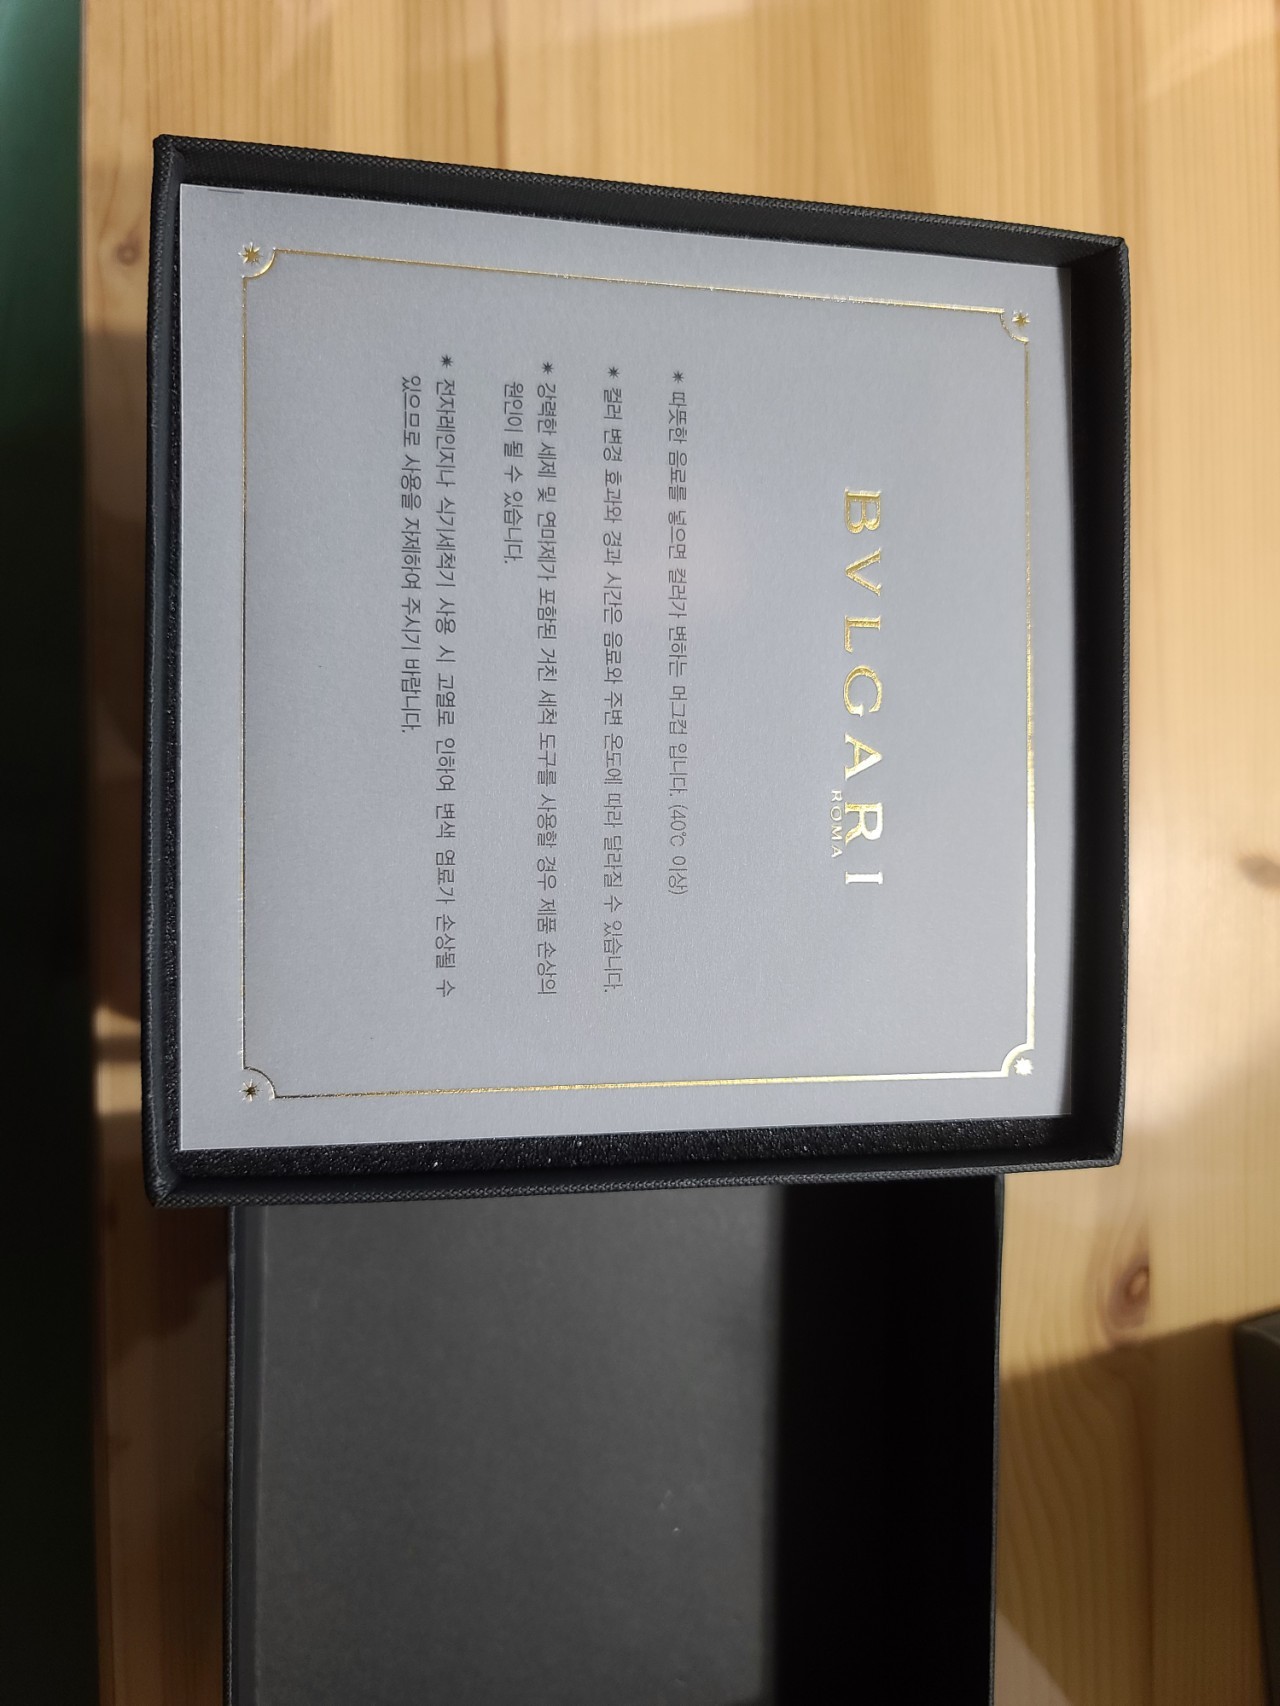 BVLGARI
ROMA
* 따뜻한 음료를 넣으면 컬러가 변하는 머그컵 입니다. (40℃ 이상)
* 컬러 변경 효과와 경과 시간은 음료와 주변 온도에 따라 달라질 수 있습니다.
* 강력한 세제 및 연마제가 포함된 거친 세척 도구를 사용할 경우 제품 손상의
원인이 될 수 있습니다.
* 전자레인지나 식기세척기 사용 시 고열로 인하여 변색 염료가 손상될 수
있으므로 사용을 자제하여 주시기 바랍니다.